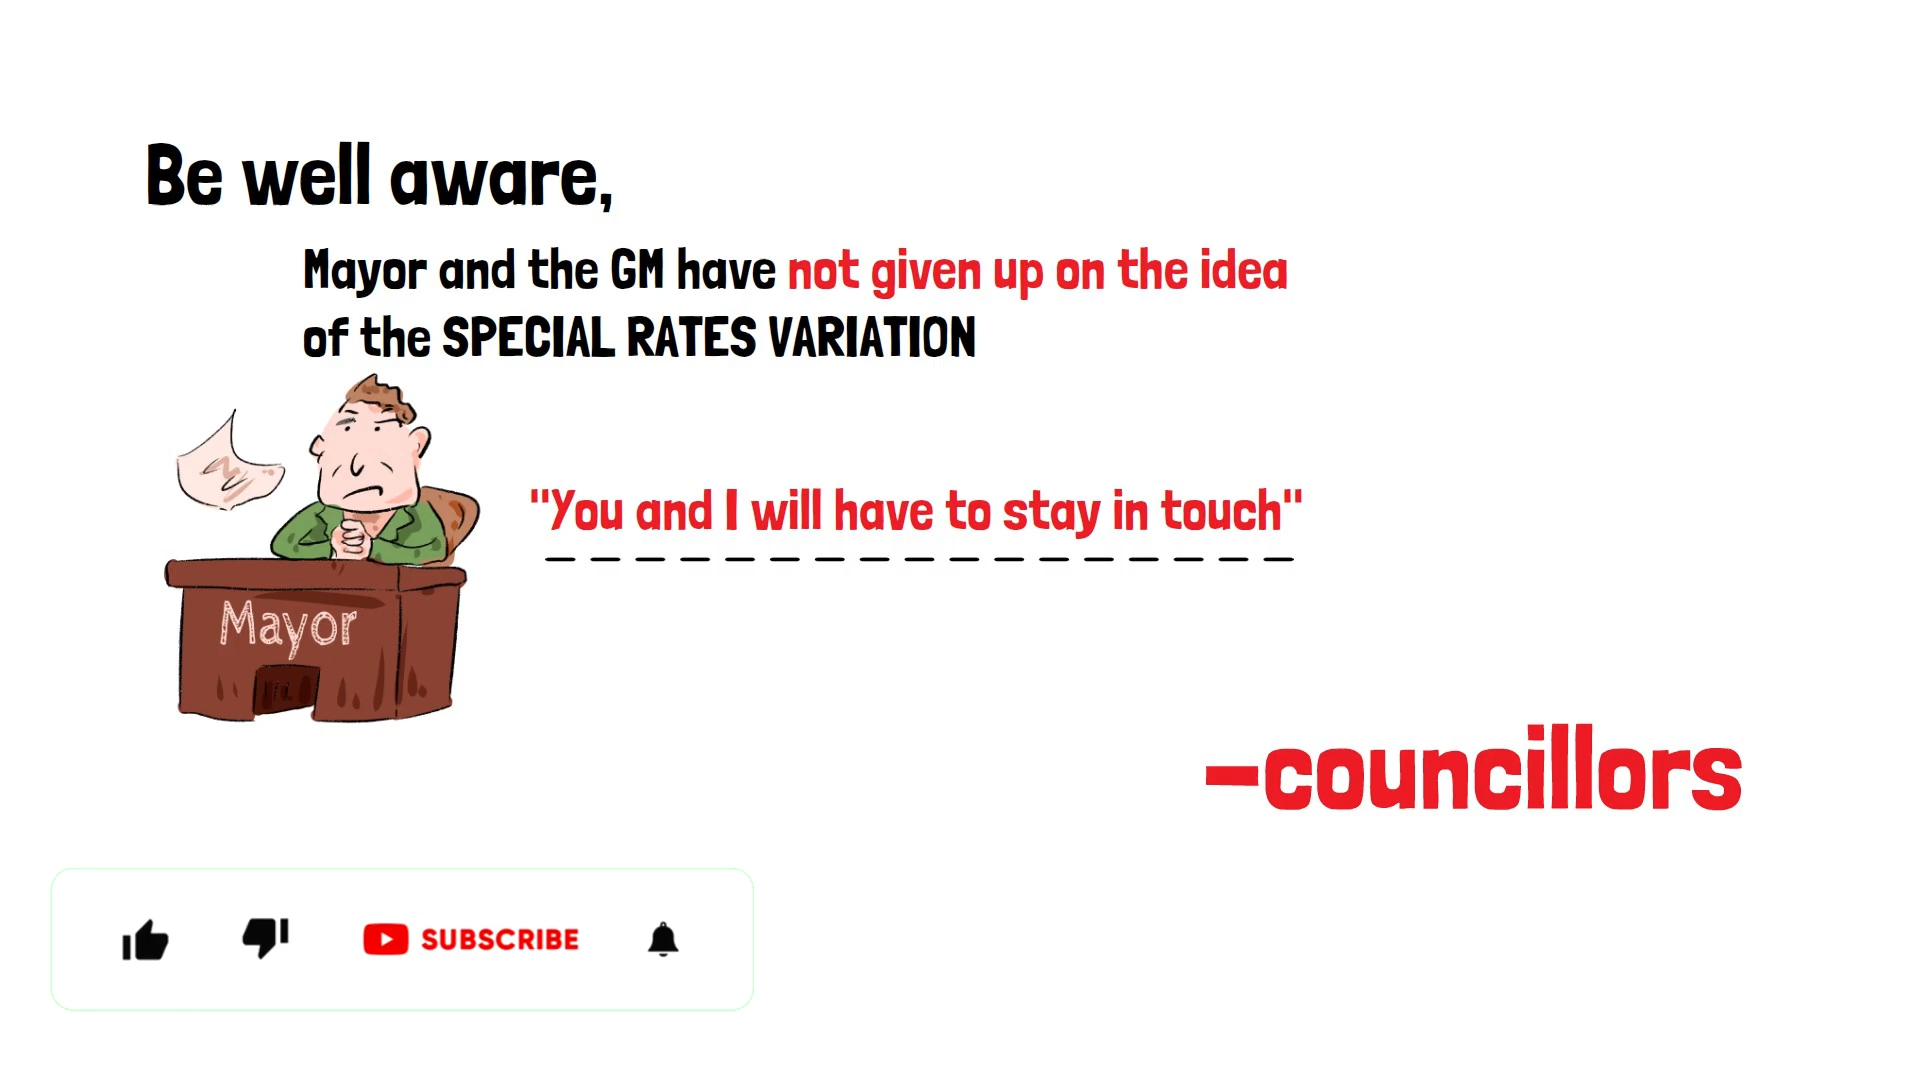 Be well aware,
Mayor and the GM have not given up on the idea
of the SPECIAL RATES VARIATION
"You and I will have to stay in touch"
Mayor
-councillors
SUBSCRIBE